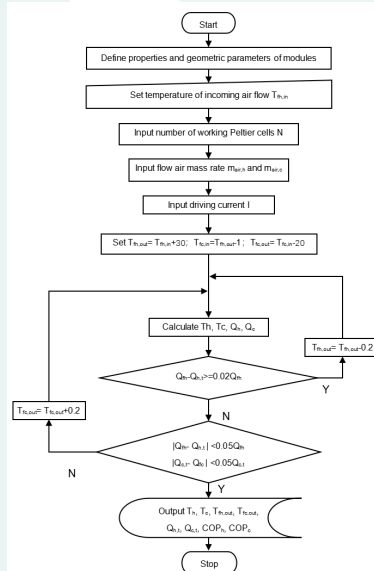 Start
Define properties and geometric parameters of modules
Set temperature of incoming air flow Tfh,in
Input number of working Peltier cells N
Input flow air mass rate mair,h and mair,c
Input driving current I
Set Tfh,out= Tfh,in+30; Tfc,in=Tfh,out-1; Tfc,out= Tfc,in-20
Calculate Th, Tc, Qh, Qc
Tfh,out= Tfh,out-0.2
Qfh-Qh,t>=0.02Qfh
Y
Tfc,out= Tfc,out+0.2
N
|Qfh- Qh,t| <0.05Qfh
|Qc,t- Qfc| <0.05Qc,t
N
Y
Output Th, Tc, Tfh,out, Tfc,out,
Qh,t, Qc,t, COPh, COPc
Stop